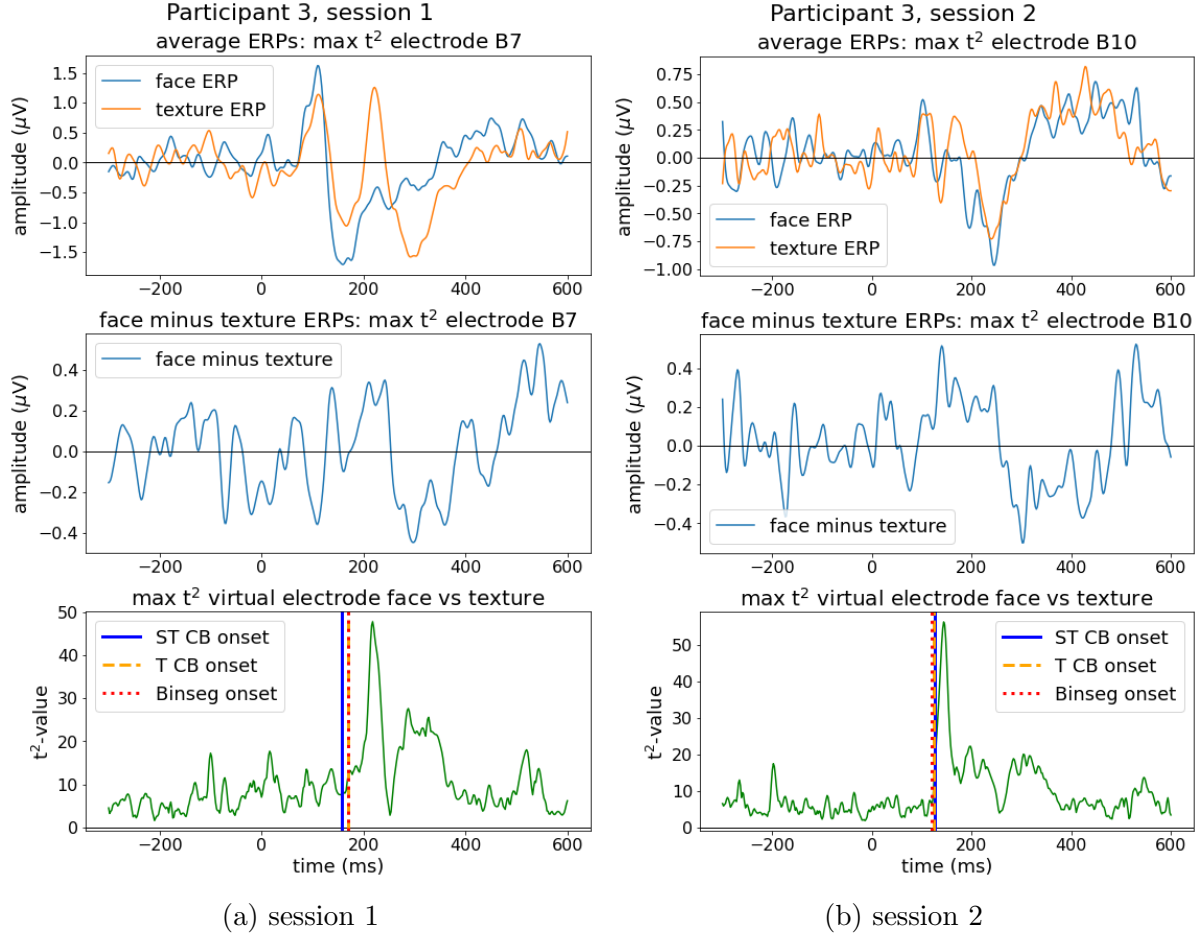 Participant 3, session 1
average ERPs: max t² electrode B7
amplitude (μV)
1.5
1.0
0.5
0.0
−0.5
−1.0
−1.5
face ERP
texture ERP
−200 0 200 400 600
face minus texture ERPs: max t² electrode B7
amplitude (μV)
0.4
0.2
0.0
−0.2
−0.4
face minus texture
−200 0 200 400 600
max t² virtual electrode face vs texture
t²-value
50
40
30
20
10
0
ST CB onset
T CB onset
Binseg onset
−200 0 200 400 600
time (ms)
(a) session 1
Participant 3, session 2
average ERPs: max t² electrode B10
amplitude (μV)
0.75
0.50
0.25
0.00
−0.25
−0.50
−0.75
−1.00
face ERP
texture ERP
−200 0 200 400 600
face minus texture ERPs: max t² electrode B10
amplitude (μV)
0.4
0.2
0.0
−0.2
−0.4
face minus texture
−200 0 200 400 600
max t² virtual electrode face vs texture
t²-value
50
40
30
20
10
0
ST CB onset
T CB onset
Binseg onset
−200 0 200 400 600
time (ms)
(b) session 2